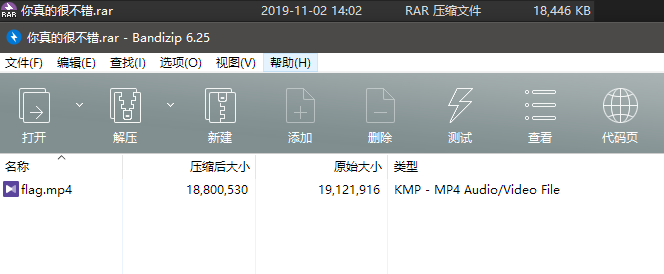 RAR 你真的很不错.rar 2019-11-02 14:02 RAR 压缩文件 18,446 KB
你真的很不错.rar - Bandizip 6.25
文件(F) 编辑(E) 查找(I) 选项(O) 视图(V) 帮助(H)
打开 解压 新建 添加 删除 测试 查看 代码页
名称 压缩后大小 原始大小 类型
flag.mp4 18,800,530 19,121,916 KMP - MP4 Audio/Video File